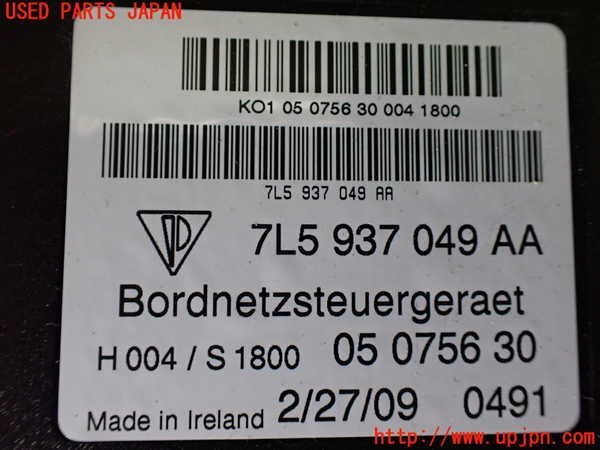 USED PARTS JAPAN
KO1 05 0756 30 004 1800
7L5 937 049 AA
7L5 937 049 AA
Bordnetzsteuergeraet
H 004 / S 1800 05 0756 30
Made in Ireland 2/27/09 0491
http://www.upjpn.com/